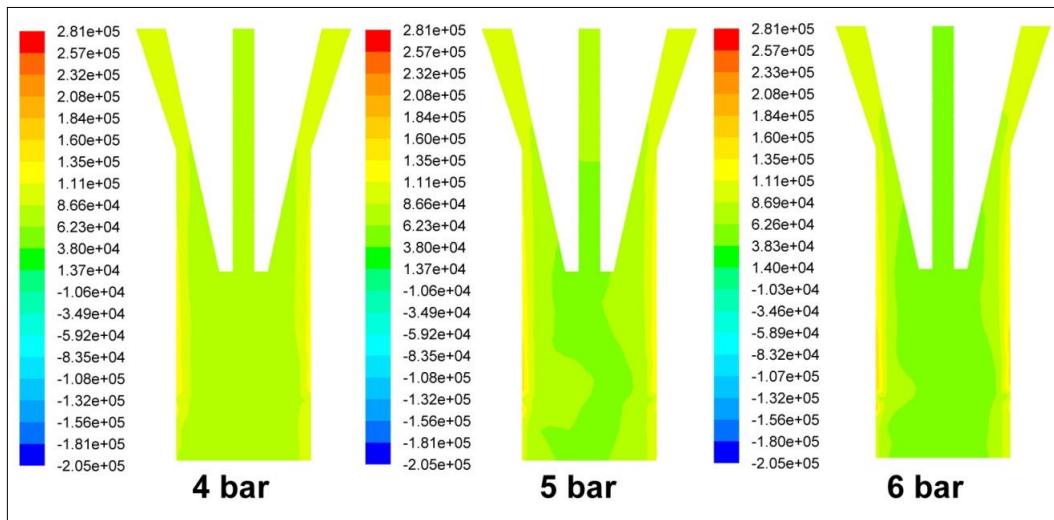 2.81e+05
2.57e+05
2.32e+05
2.08e+05
1.84e+05
1.60e+05
1.35e+05
1.11e+05
8.66e+04
6.23e+04
3.80e+04
1.37e+04
-1.06e+04
-3.49e+04
-5.92e+04
-8.35e+04
-1.08e+05
-1.32e+05
-1.56e+05
-1.81e+05
-2.05e+05
4 bar
2.81e+05
2.57e+05
2.32e+05
2.08e+05
1.84e+05
1.60e+05
1.35e+05
1.11e+05
8.66e+04
6.23e+04
3.80e+04
1.37e+04
-1.06e+04
-3.49e+04
-5.92e+04
-8.35e+04
-1.08e+05
-1.32e+05
-1.56e+05
-1.81e+05
-2.05e+05
5 bar
2.81e+05
2.57e+05
2.33e+05
2.08e+05
1.84e+05
1.60e+05
1.35e+05
1.11e+05
8.69e+04
6.26e+04
3.83e+04
1.40e+04
-1.03e+04
-3.46e+04
-5.89e+04
-8.32e+04
-1.07e+05
-1.32e+05
-1.56e+05
-1.80e+05
-2.05e+05
6 bar